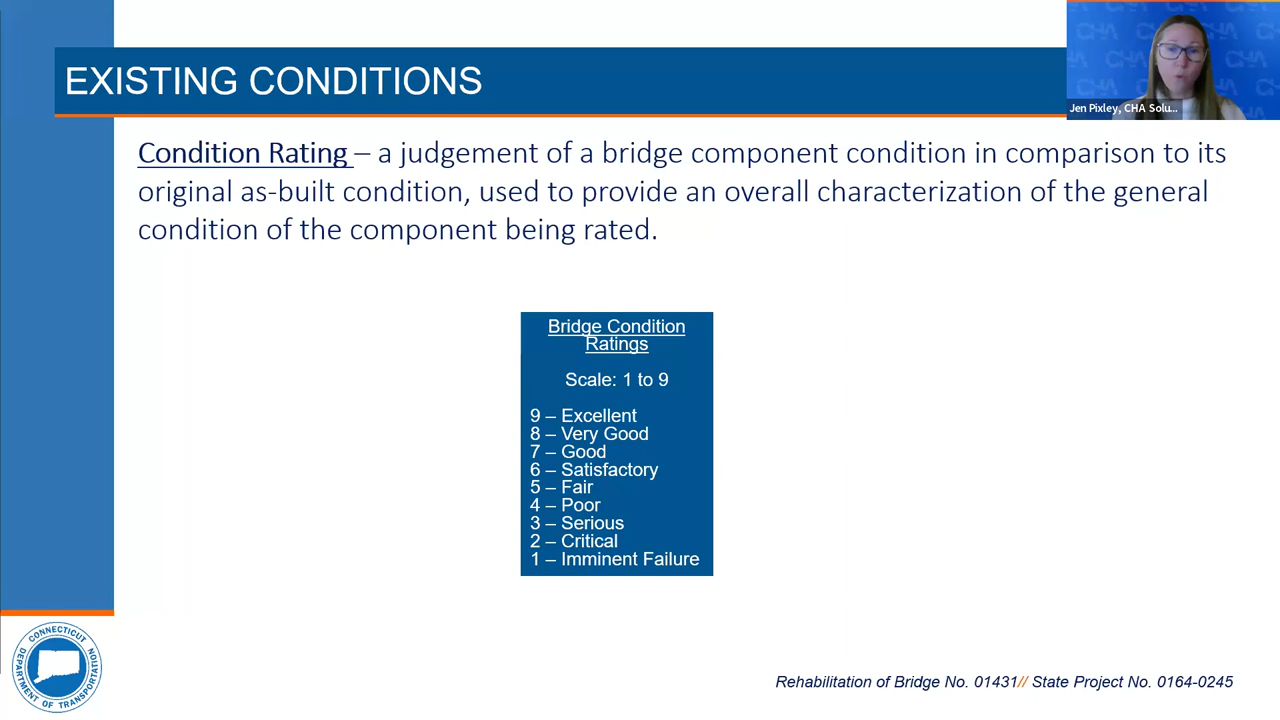 EXISTING CONDITIONS
CHA
Jen Pixley, CHA Solu...
Condition Rating – a judgement of a bridge component condition in comparison to its
original as-built condition, used to provide an overall characterization of the general
condition of the component being rated.
Bridge Condition
Ratings
Scale: 1 to 9
9 – Excellent
8 – Very Good
7 – Good
6 – Satisfactory
5 – Fair
4 – Poor
3 – Serious
2 – Critical
1 – Imminent Failure
CONNECTICUT
DEPARTMENT OF TRANSPORTATION
Rehabilitation of Bridge No. 01431// State Project No. 0164-0245